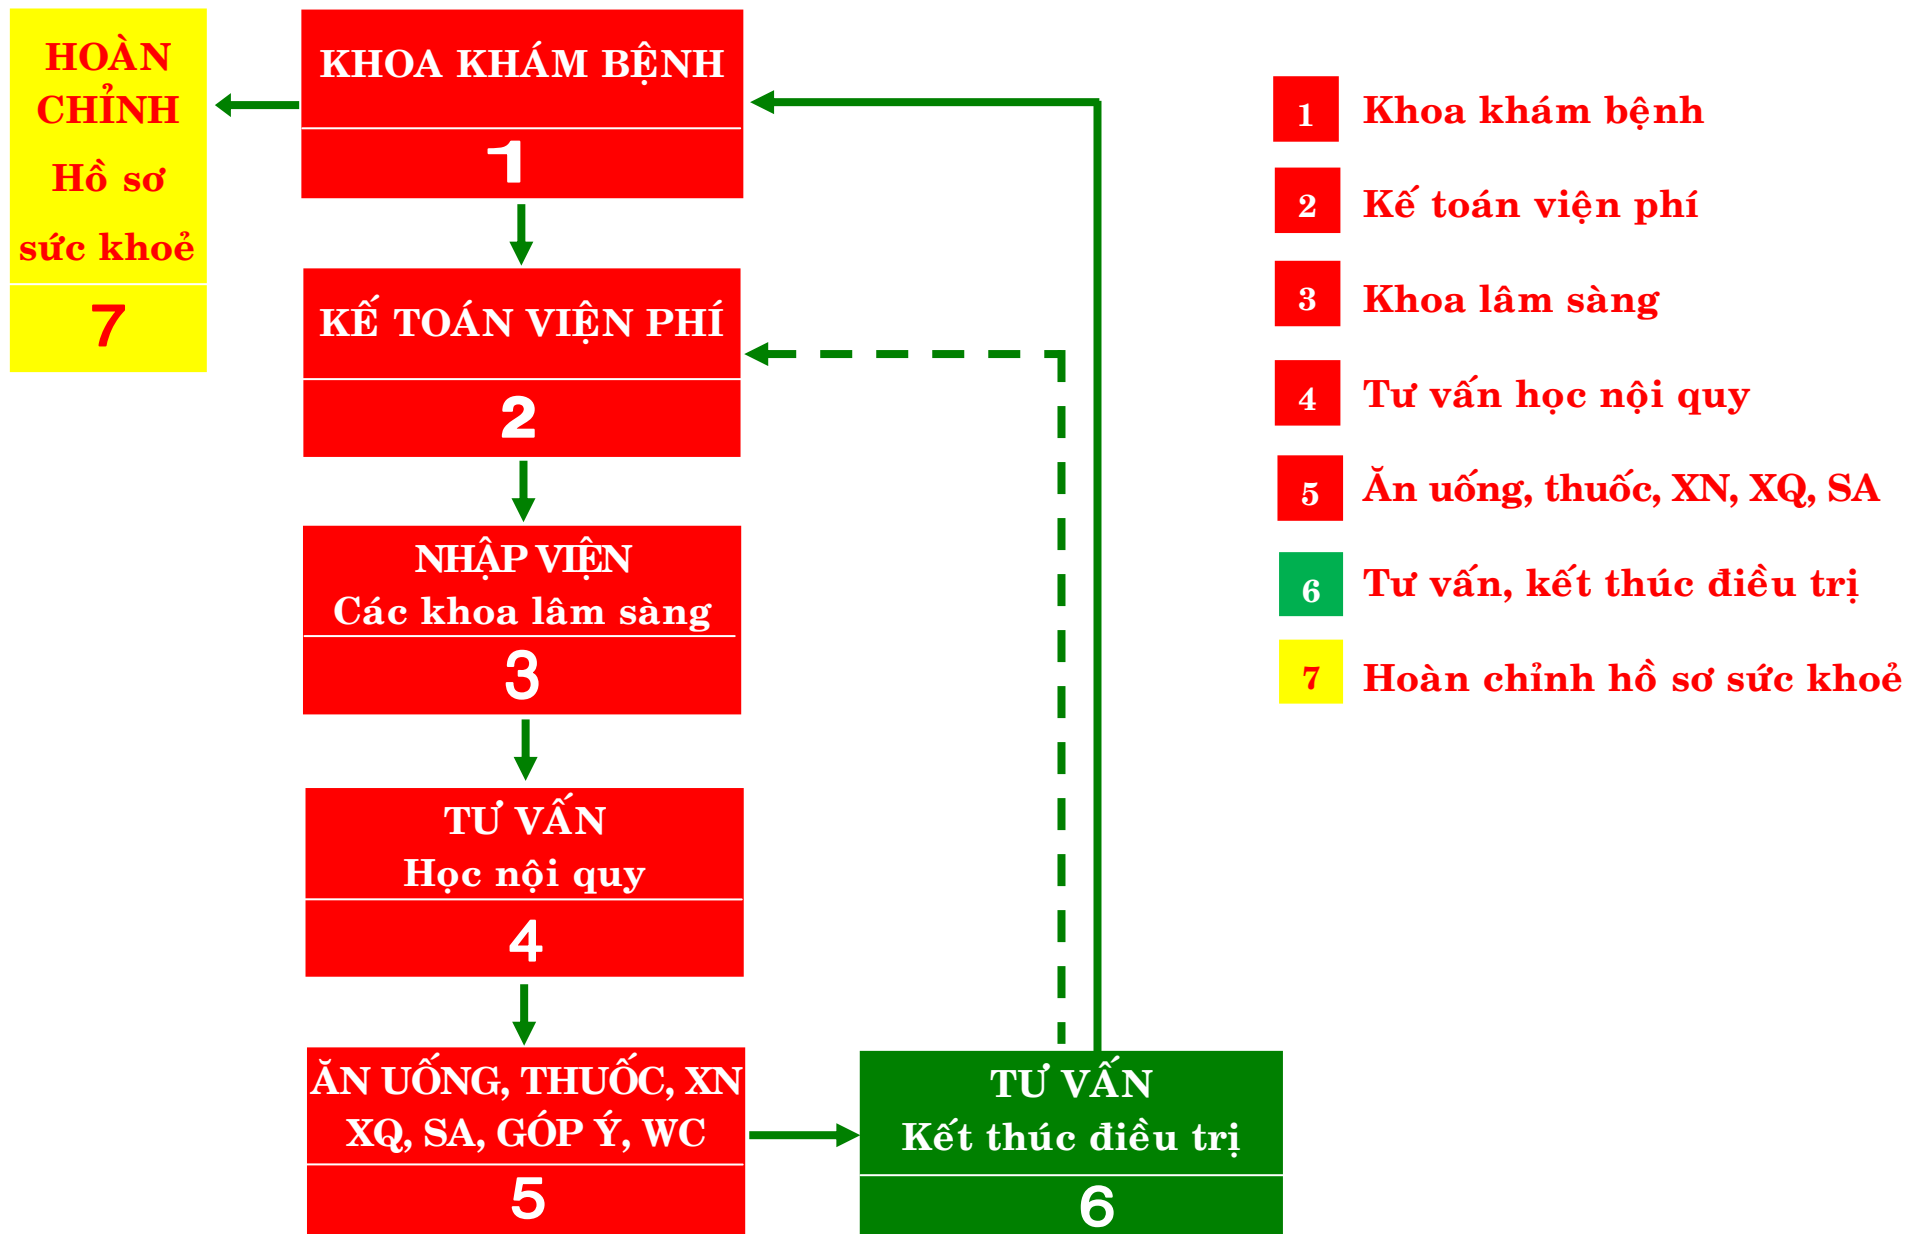 HOÀN
CHỈNH
Hồ sơ
sức khoẻ
7
KHOA KHÁM BỆNH
1
KẾ TOÁN VIỆN PHÍ
2
NHẬP VIỆN
Các khoa lâm sàng
3
TƯ VẤN
Học nội quy
4
ĂN UỐNG, THUỐC, XN
XQ, SA, GÓP Ý, WC
5
TƯ VẤN
Kết thúc điều trị
6
1 Khoa khám bệnh
2 Kế toán viện phí
3 Khoa lâm sàng
4 Tư vấn học nội quy
5 Ăn uống, thuốc, XN, XQ, SA
6 Tư vấn, kết thúc điều trị
7 Hoàn chỉnh hồ sơ sức khoẻ